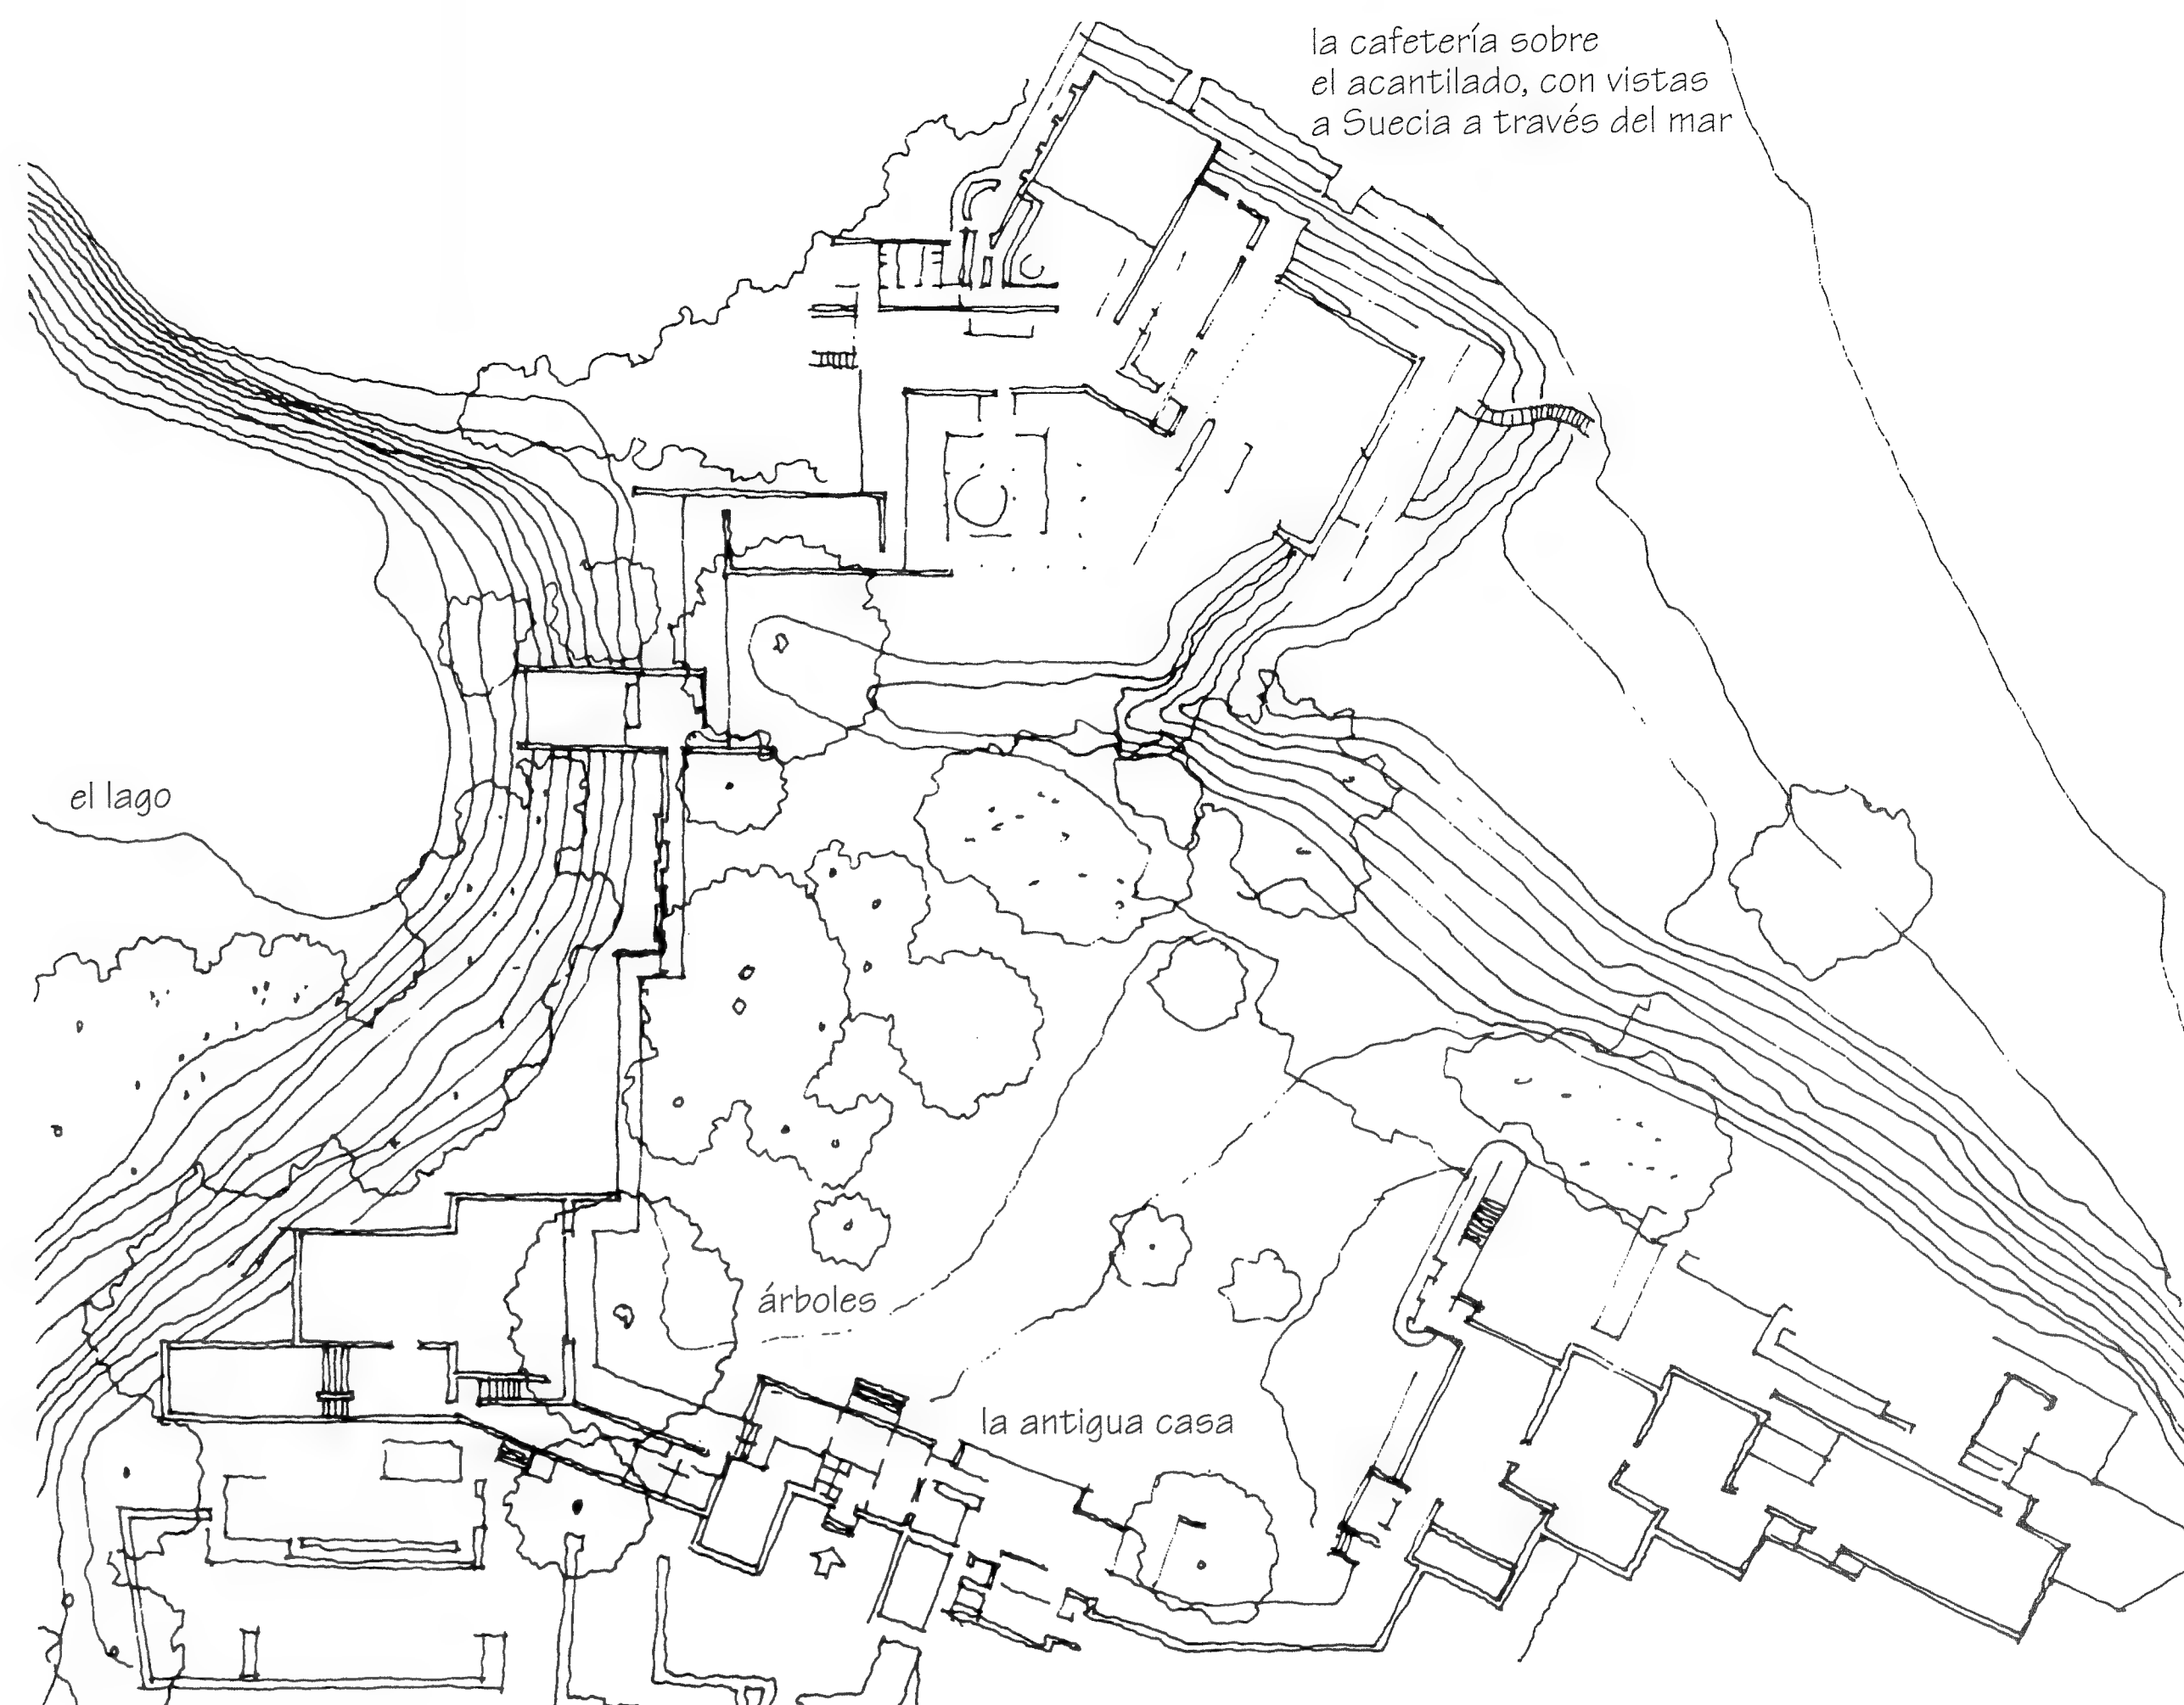 la cafetería sobre
el acantilado, con vistas
a Suecia a través del mar
el lago
árboles
la antigua casa